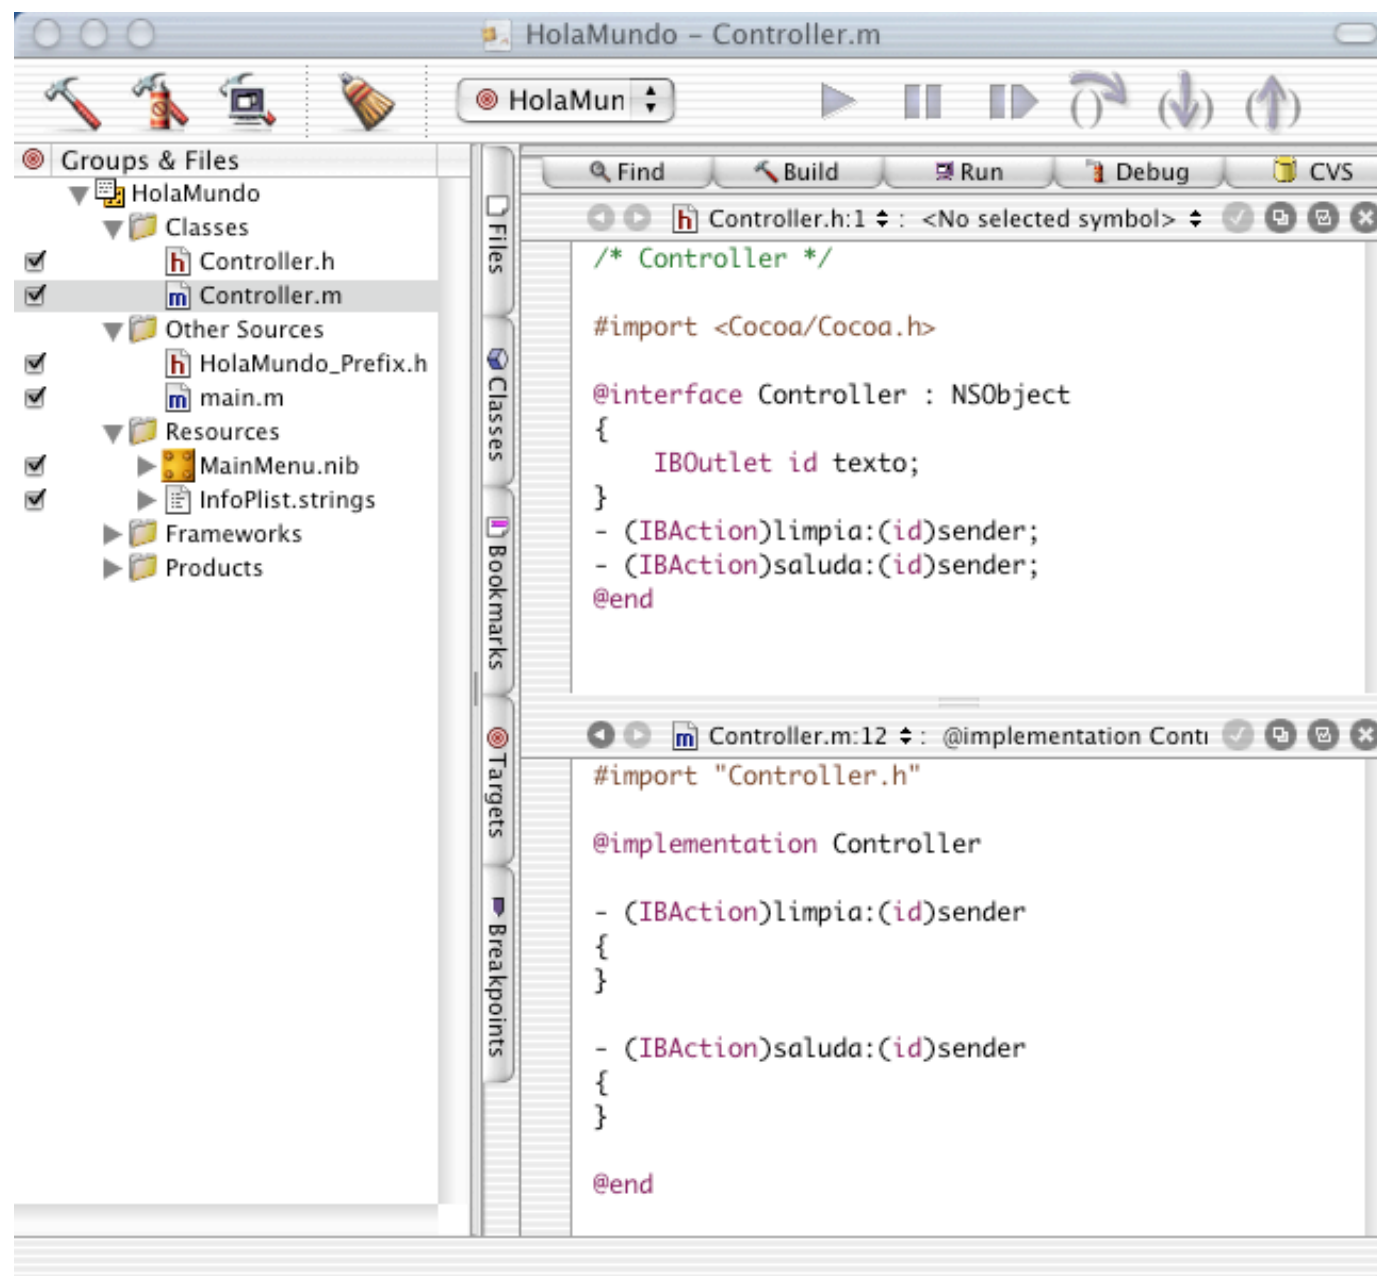 HolaMundo – Controller.m
HolaMun
Groups & Files
HolaMundo
Classes
Controller.h
Controller.m
Other Sources
HolaMundo_Prefix.h
main.m
Resources
MainMenu.nib
InfoPlist.strings
Frameworks
Products
Files
Classes
Bookmarks
Targets
Breakpoints
Find Build Run Debug CVS
Controller.h:1 : <No selected symbol>
/* Controller */
#import <Cocoa/Cocoa.h>
@interface Controller : NSObject
{
IBOutlet id texto;
}
- (IBAction)limpia:(id)sender;
- (IBAction)saluda:(id)sender;
@end
Controller.m:12 : @implementation Contr
#import "Controller.h"
@implementation Controller
- (IBAction)limpia:(id)sender
{
}
- (IBAction)saluda:(id)sender
{
}
@end